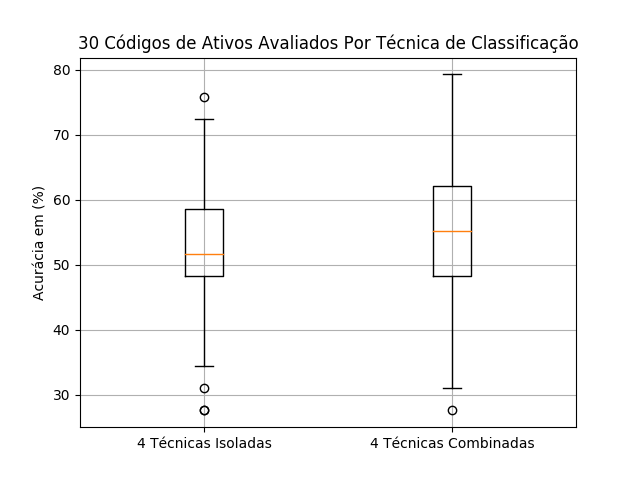 30 Códigos de Ativos Avaliados Por Técnica de Classificação
Acurácia em (%)
80
70
60
50
40
30
4 Técnicas Isoladas
4 Técnicas Combinadas